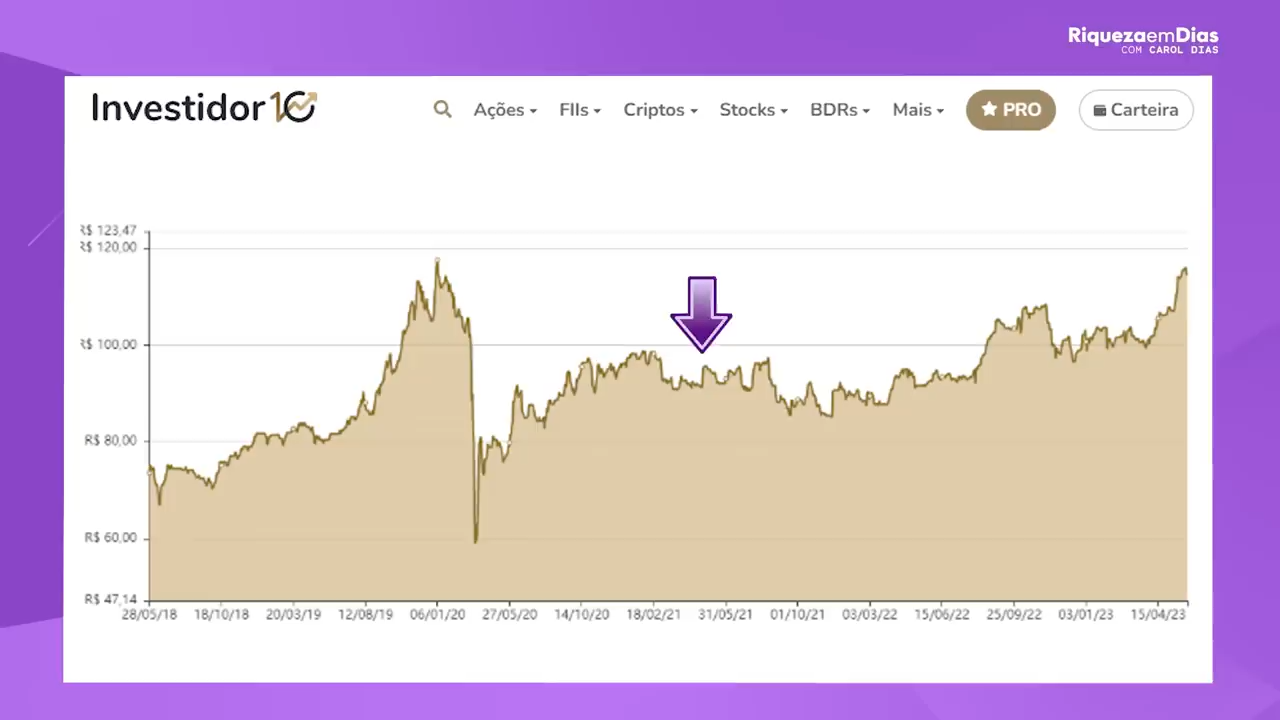 RiquezaemDias
COM CAROL DIAS
Investidor10
Ações
FIIs
Criptos
Stocks
BDRs
Mais
PRO
Carteira
R$ 123,47
R$ 120,00
R$ 100,00
R$ 80,00
R$ 60,00
R$ 47,14
28/05/18 18/10/18 20/03/19 12/08/19 06/01/20 27/05/20 14/10/20 18/02/21 31/05/21 01/10/21 03/03/22 15/06/22 25/09/22 03/01/23 15/04/23